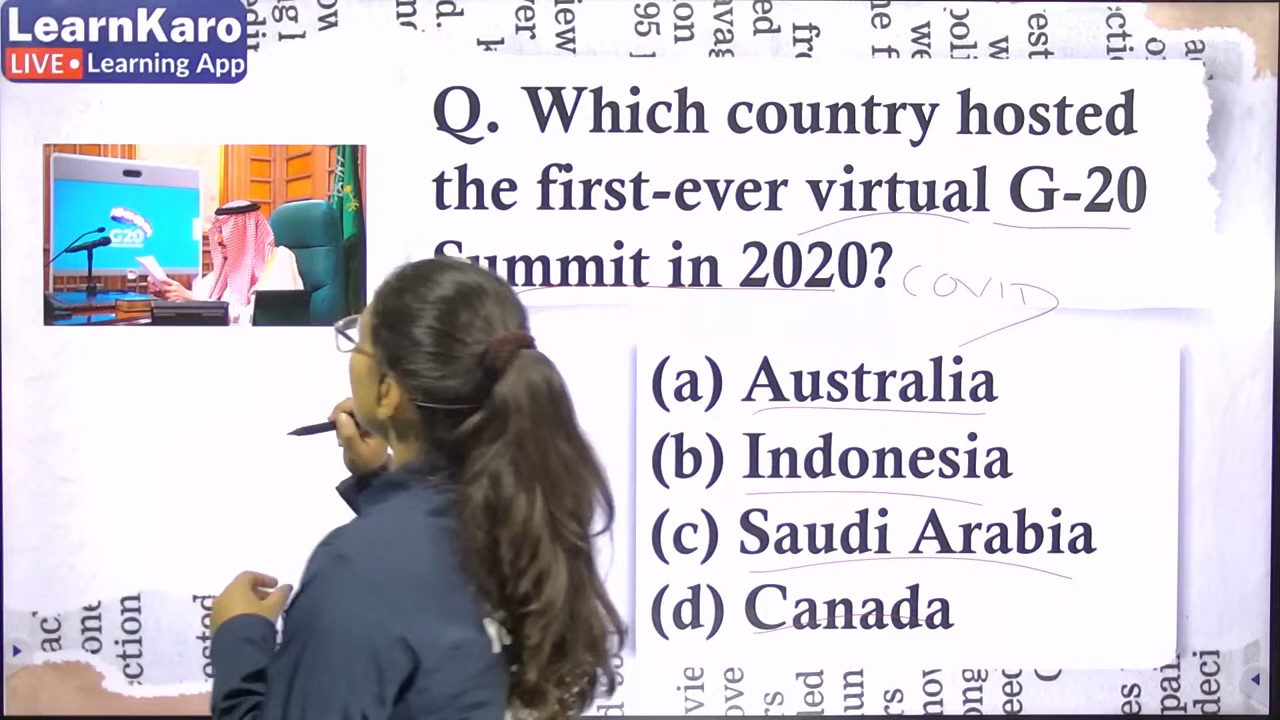 LearnKaro
LIVE • Learning App
Q. Which country hosted
the first-ever virtual G-20
Summit in 2020? COVID
G20
(a) Australia
(b) Indonesia
(c) Saudi Arabia
(d) Canada